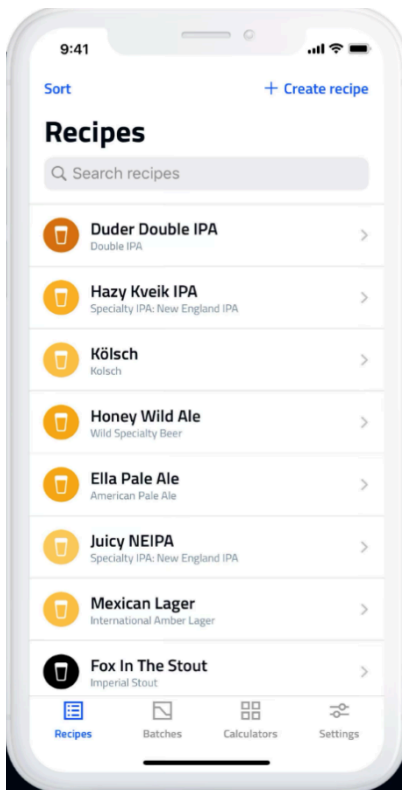 9:41
Sort
+ Create recipe
Recipes
Search recipes
Duder Double IPA
Double IPA
Hazy Kveik IPA
Specialty IPA: New England IPA
Kölsch
Kolsch
Honey Wild Ale
Wild Specialty Beer
Ella Pale Ale
American Pale Ale
Juicy NEIPA
Specialty IPA: New England IPA
Mexican Lager
International Amber Lager
Fox In The Stout
Imperial Stout
Recipes
Batches
Calculators
Settings